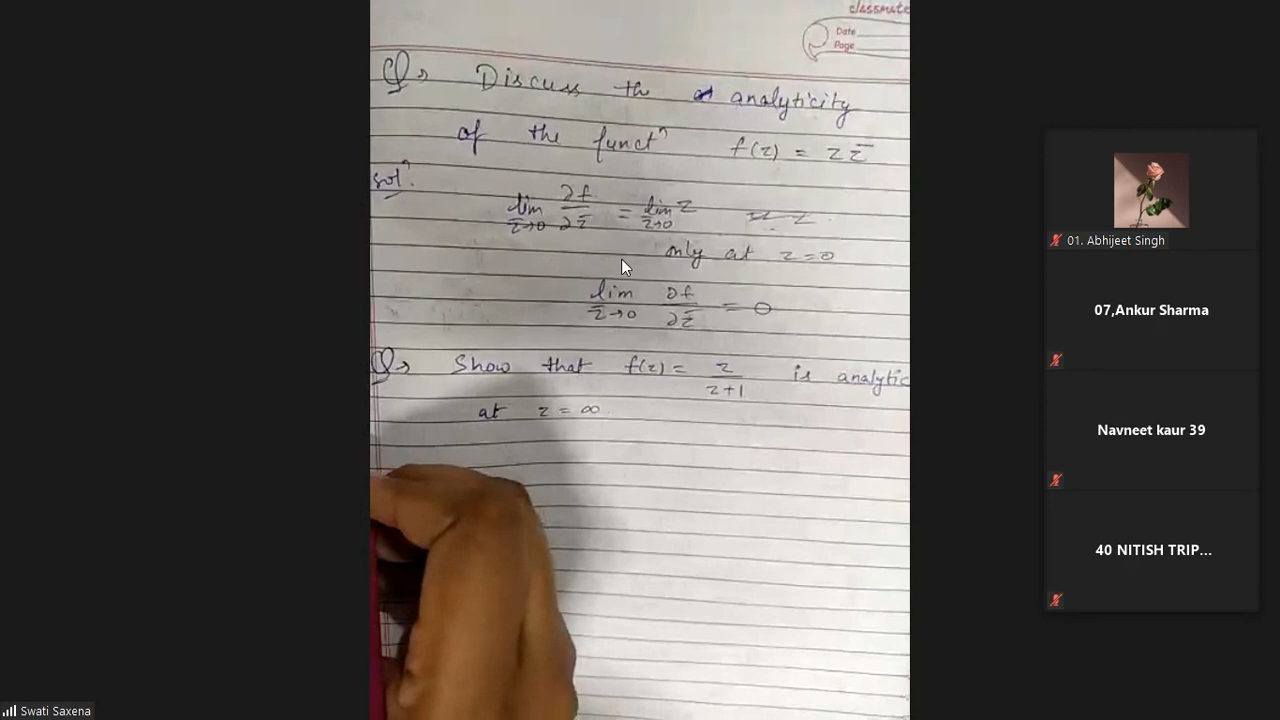 classmate
Date
Page
Q→ Discuss the analyticity
of the functⁿ f(z) = z z̄
solⁿ.
lim z̄→0 ∂f/∂z̄ = lim z→0 z
only at z=0
lim z̄→0 ∂f/∂z̄ = 0
Q→ Show that f(z) = z/(z+1) is analytic
at z = ∞.
01. Abhijeet Singh
07,Ankur Sharma
Navneet kaur 39
40 NITISH TRIP...
Swati Saxena